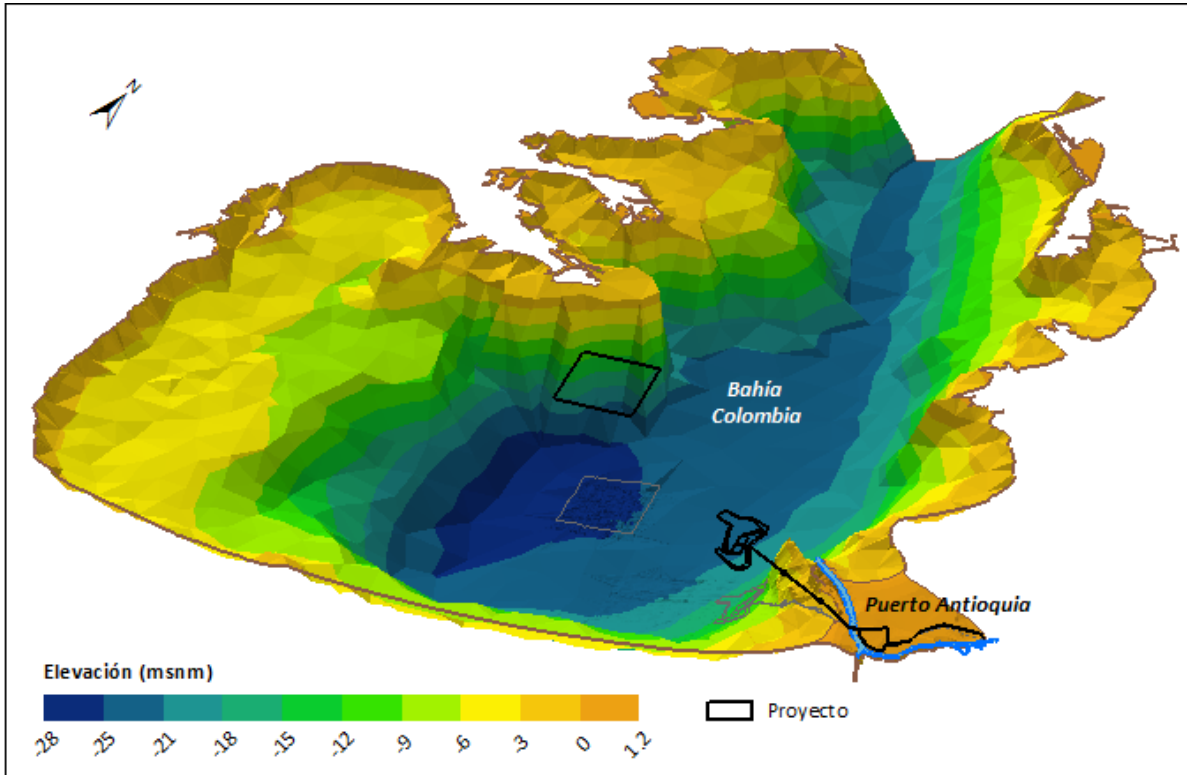 N
Bahía
Colombia
Puerto Antioquia
Elevación (msnm)
-28 -25 -21 -18 -15 -12 -9 -6 -3 0 1.2
Proyecto